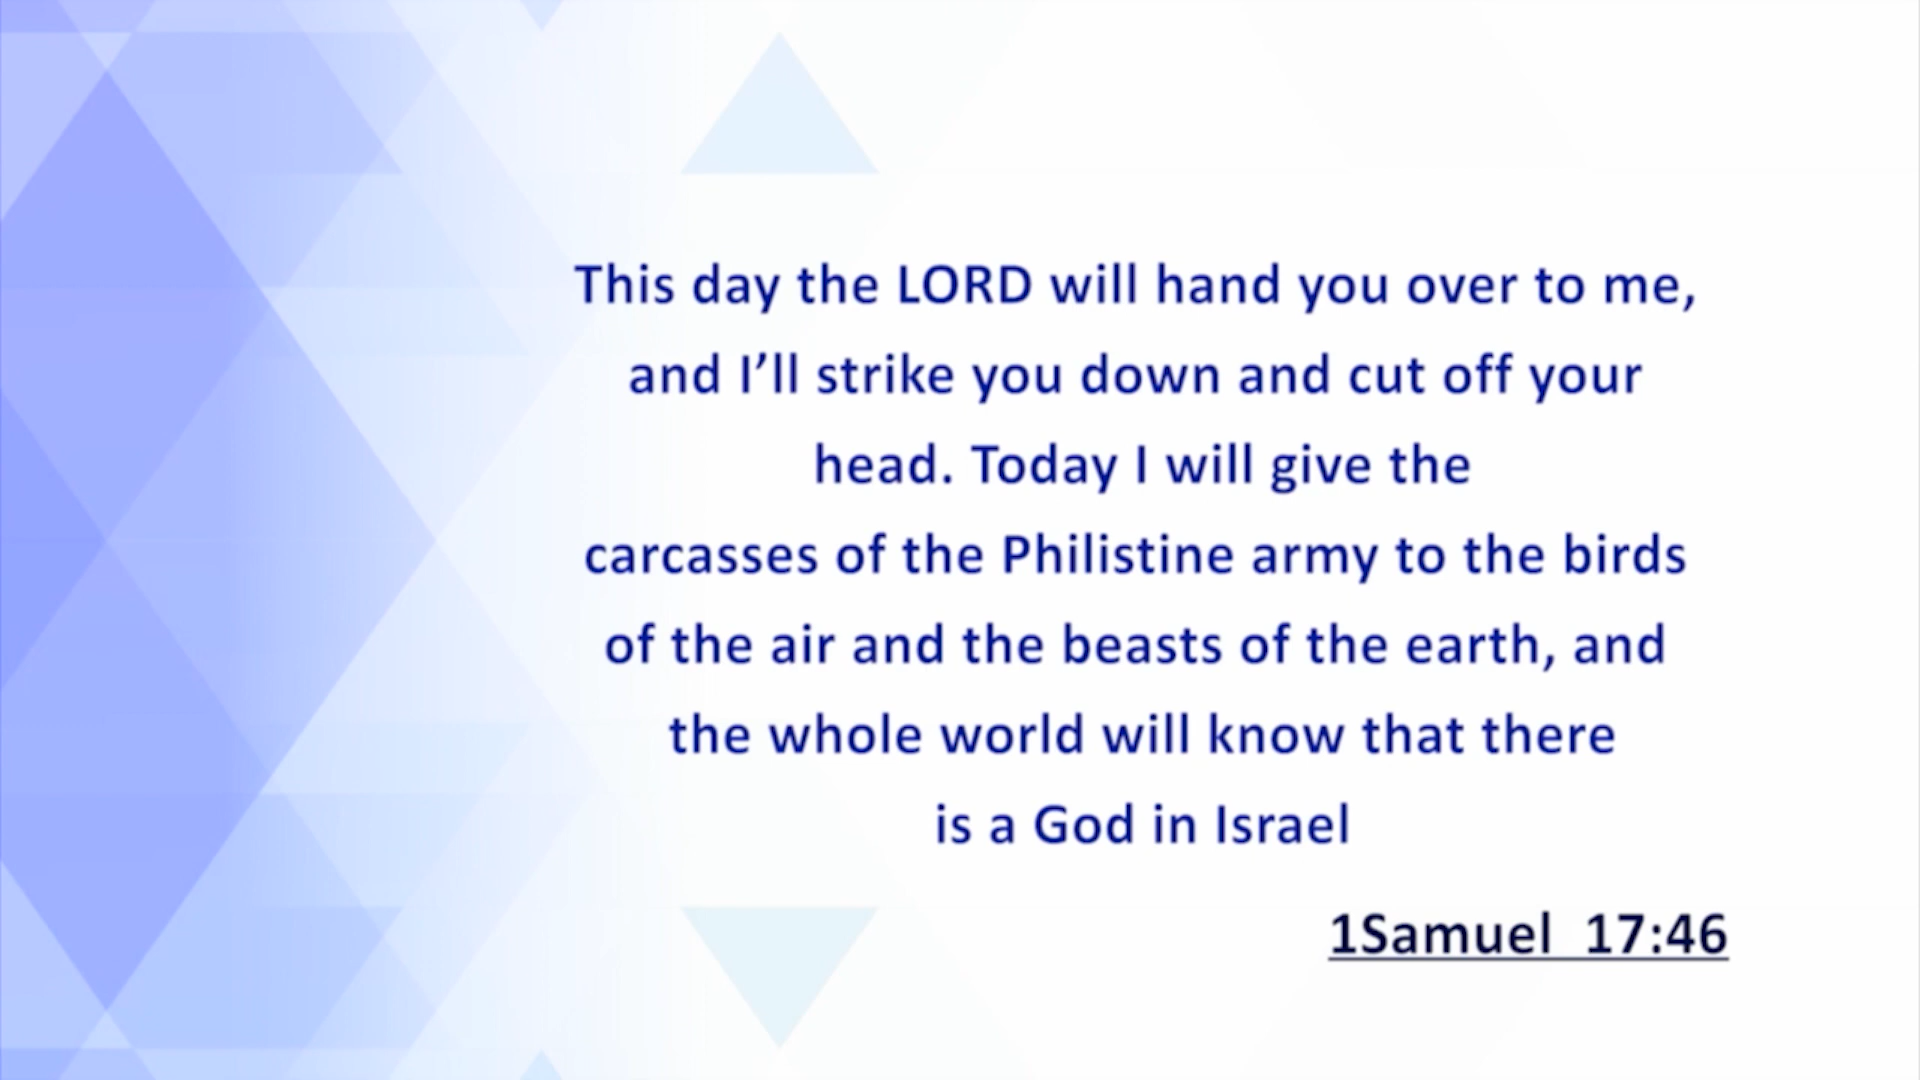 This day the LORD will hand you over to me,
and I’ll strike you down and cut off your
head. Today I will give the
carcasses of the Philistine army to the birds
of the air and the beasts of the earth, and
the whole world will know that there
is a God in Israel
1Samuel  17:46